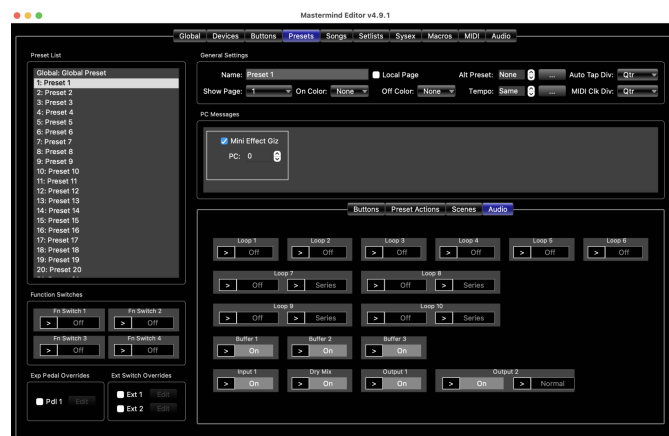 Mastermind Editor v4.9.1
Global Devices Buttons Presets Songs Setlists Sysex Macros MIDI Audio
Preset List
Global: Global Preset
1: Preset 1
2: Preset 2
3: Preset 3
4: Preset 4
5: Preset 5
6: Preset 6
7: Preset 7
8: Preset 8
9: Preset 9
10: Preset 10
11: Preset 11
12: Preset 12
13: Preset 13
14: Preset 14
15: Preset 15
16: Preset 16
17: Preset 17
18: Preset 18
19: Preset 19
20: Preset 20
Function Switches
Fn Switch 1 Fn Switch 2
> Off > Off
Fn Switch 3 Fn Switch 4
> Off > Off
Exp Pedal Overrides Ext Switch Overrides
Pdl 1 Edit
Ext 1 Edit
Ext 2 Edit
General Settings
Name: Preset 1 Local Page Alt Preset: None ... Auto Tap Div: Qtr
Show Page: 1 On Color: None Off Color: None Tempo: Same ... MIDI Clk Div: Qtr
PC Messages
Mini Effect Giz
PC: 0
Buttons Preset Actions Scenes Audio
Loop 1 Loop 2 Loop 3 Loop 4 Loop 5 Loop 6
> Off > Off > Off > Off > Off > Off
Loop 7 Loop 8
> Off > Series > Off > Series
Loop 9 Loop 10
> Off > Series > Off > Series
Buffer 1 Buffer 2 Buffer 3
> On > On > On
Input 1 Dry Mix Output 1 Output 2
> On > On > On > On > Normal